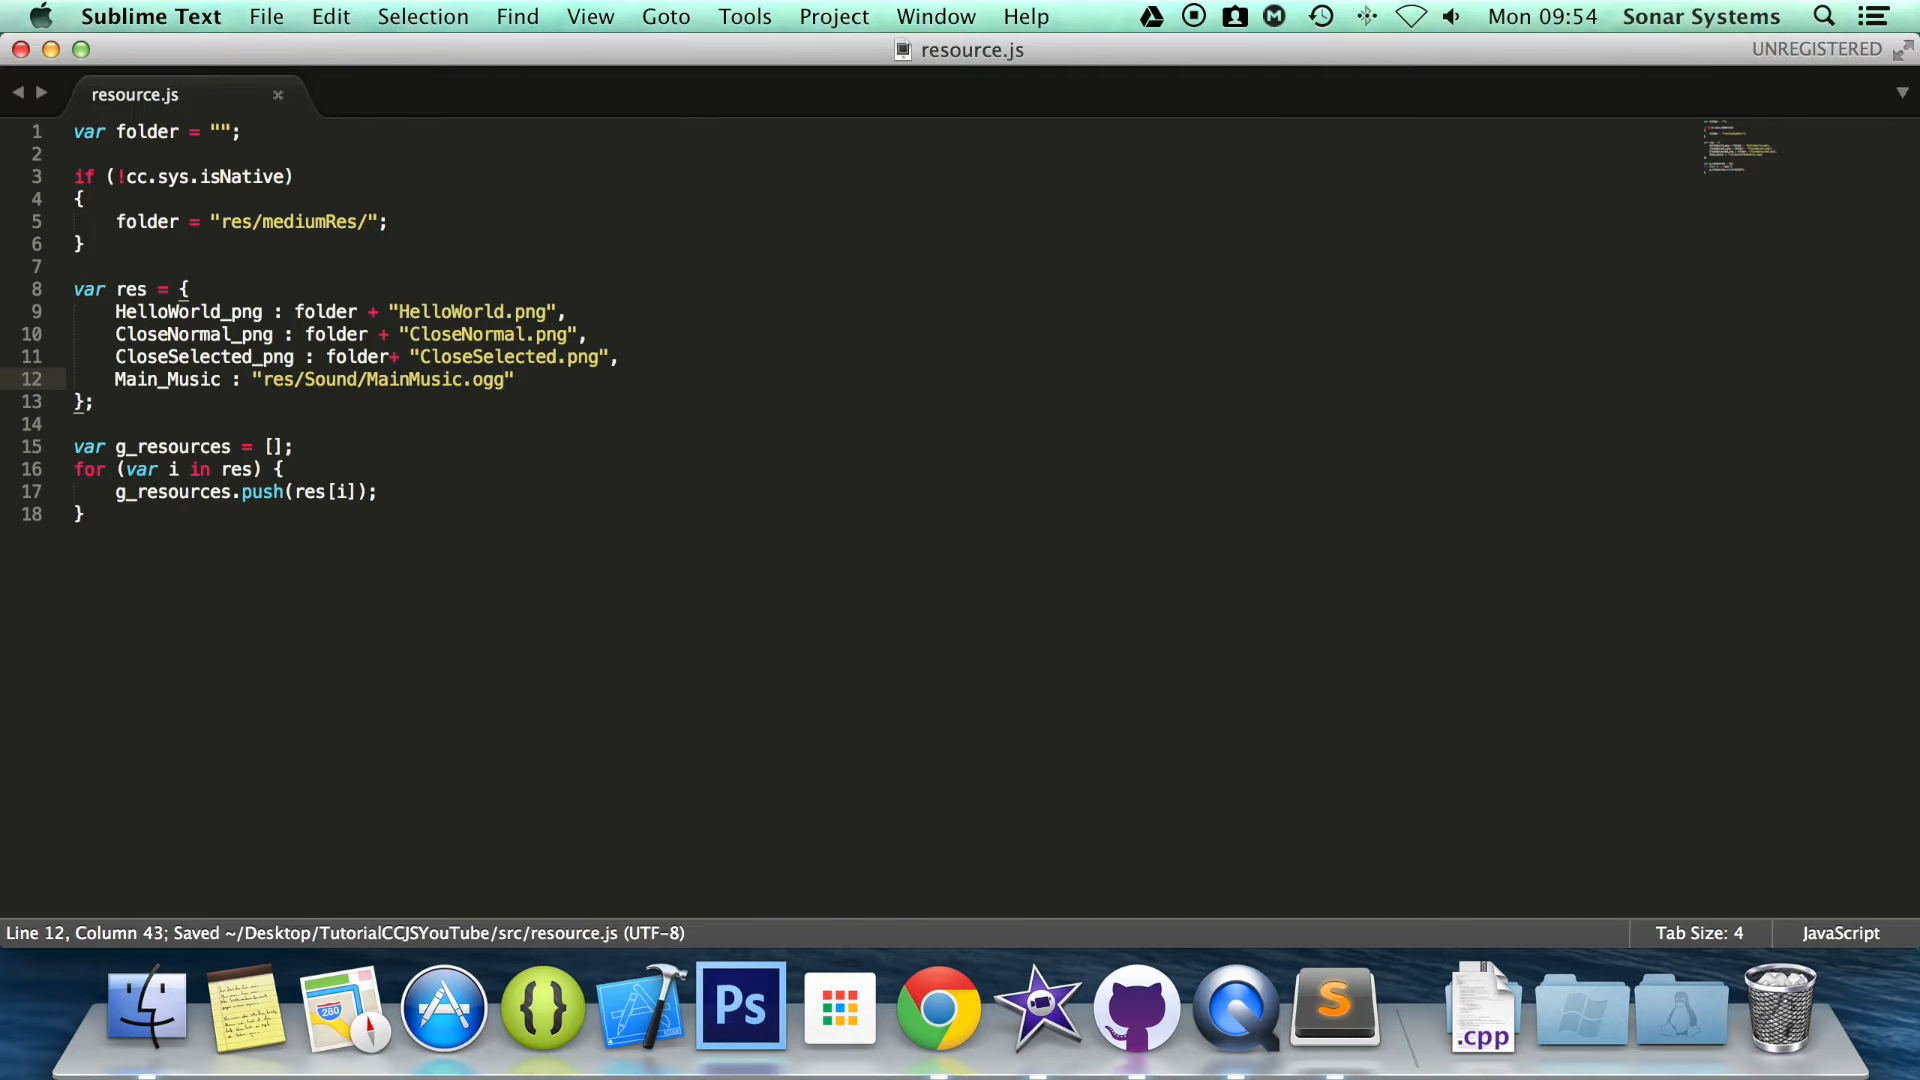 Sublime Text File Edit Selection Find View Goto Tools Project Window Help Mon 09:54 Sonar Systems
resource.js UNREGISTERED
resource.js
1 var folder = "";
2
3 if (!cc.sys.isNative)
4 {
5 folder = "res/mediumRes/";
6 }
7
8 var res = {
9 HelloWorld_png : folder + "HelloWorld.png",
10 CloseNormal_png : folder + "CloseNormal.png",
11 CloseSelected_png : folder+ "CloseSelected.png",
12 Main_Music : "res/Sound/MainMusic.ogg"
13 };
14
15 var g_resources = [];
16 for (var i in res) {
17 g_resources.push(res[i]);
18 }
Line 12, Column 43; Saved ~/Desktop/TutorialCCJSYouTube/src/resource.js (UTF-8) Tab Size: 4 JavaScript
280
{}
Ps
S
.cpp